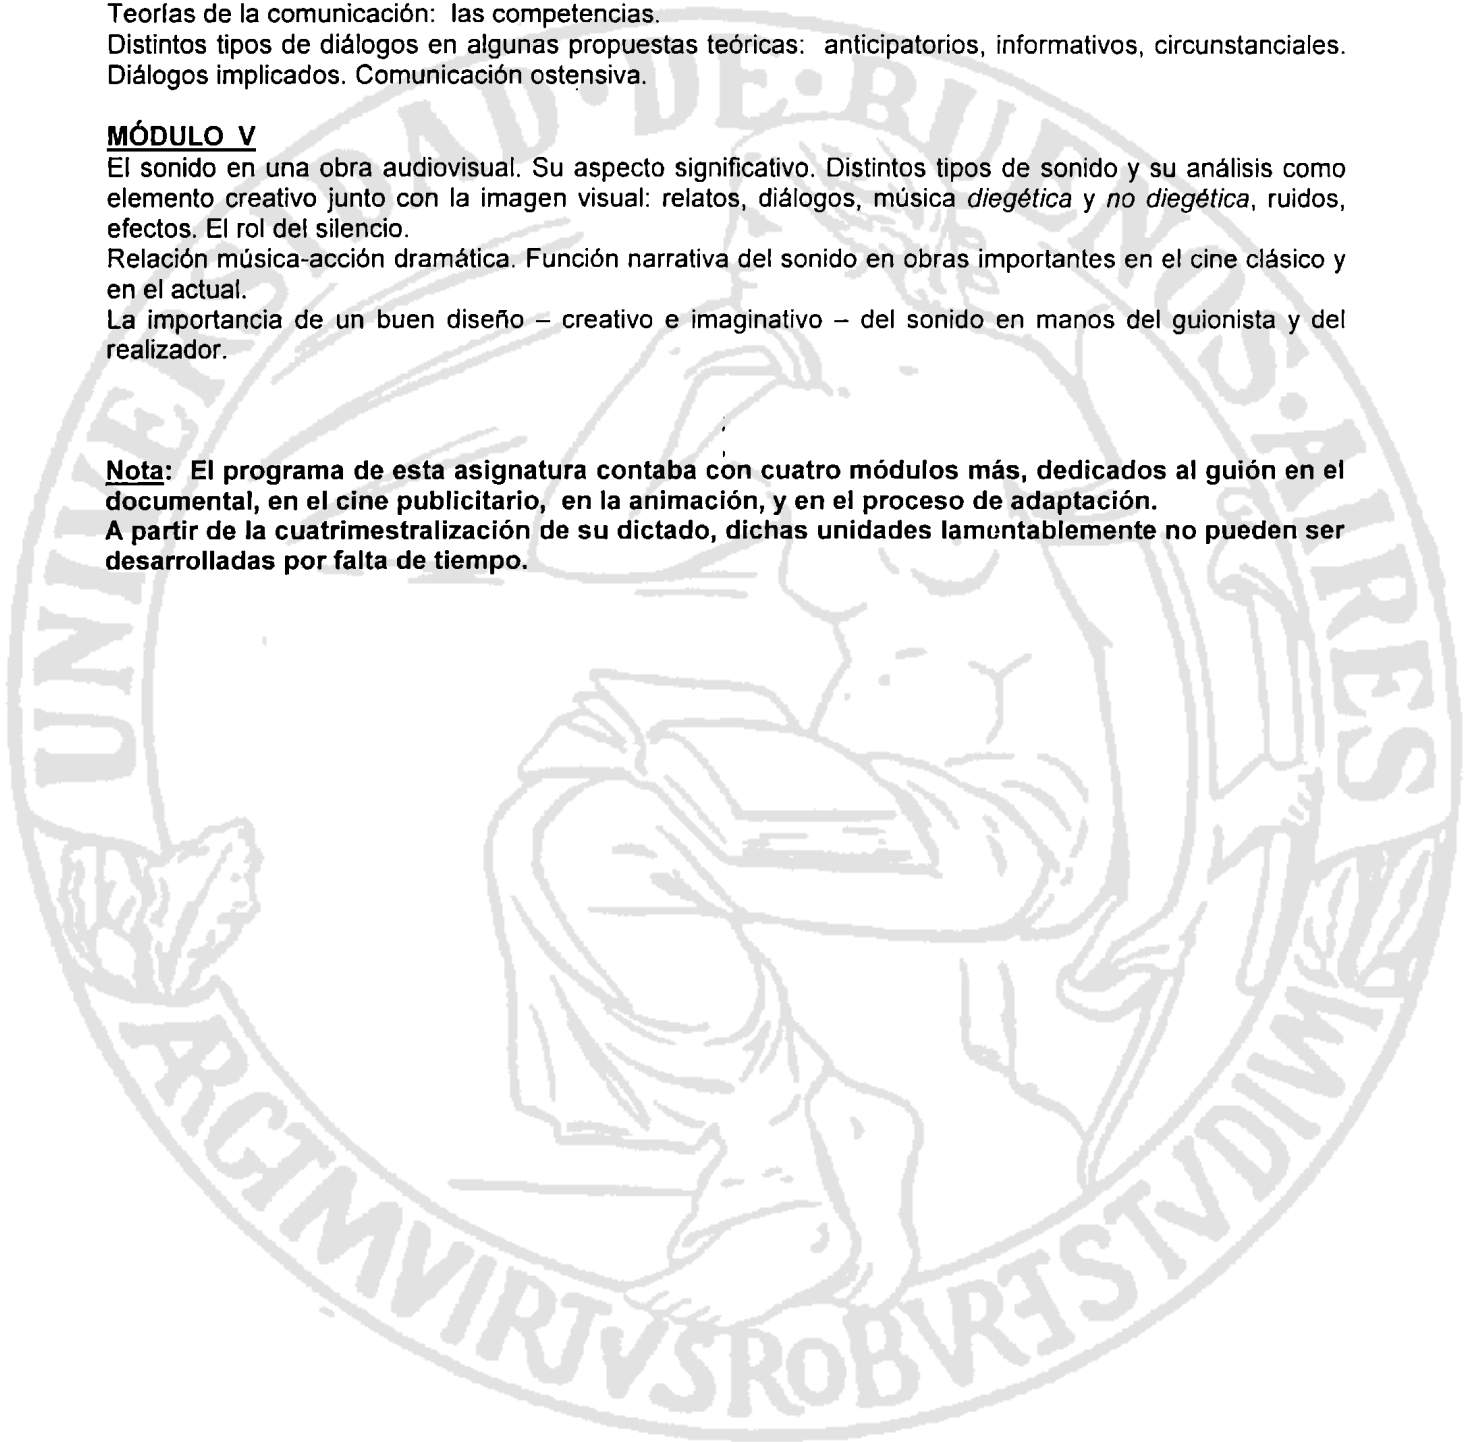 Teorías de la comunicación: las competencias.
Distintos tipos de diálogos en algunas propuestas teóricas: anticipatorios, informativos, circunstanciales.
Diálogos implicados. Comunicación ostensiva.
MÓDULO V
El sonido en una obra audiovisual. Su aspecto significativo. Distintos tipos de sonido y su análisis como
elemento creativo junto con la imagen visual: relatos, diálogos, música diegética y no diegética, ruidos,
efectos. El rol del silencio.
Relación música-acción dramática. Función narrativa del sonido en obras importantes en el cine clásico y
en el actual.
La importancia de un buen diseño – creativo e imaginativo – del sonido en manos del guionista y del
realizador.
Nota: El programa de esta asignatura contaba con cuatro módulos más, dedicados al guión en el
documental, en el cine publicitario, en la animación, y en el proceso de adaptación.
A partir de la cuatrimestralización de su dictado, dichas unidades lamentablemente no pueden ser
desarrolladas por falta de tiempo.
UNIVERSIDAD · DE · BUENOS · AIRES
ARGTMVIRTVSROBVRETSTVDIVM